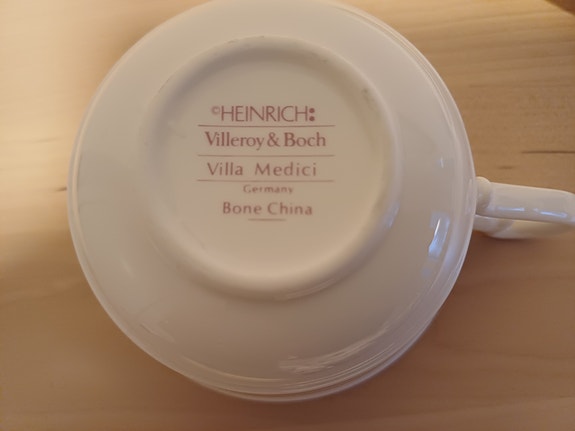 ©HEINRICH:
Villeroy & Boch
Villa Medici
Germany
Bone China